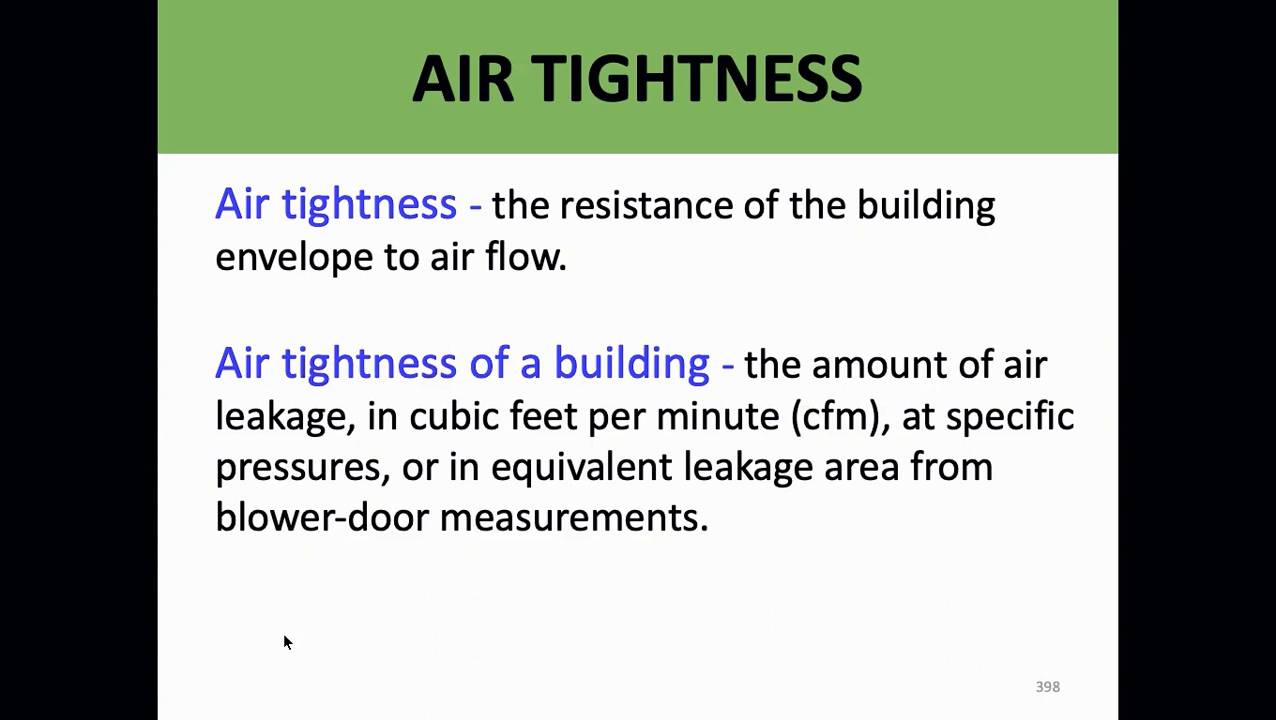 AIR TIGHTNESS
Air tightness - the resistance of the building
envelope to air flow.
Air tightness of a building - the amount of air
leakage, in cubic feet per minute (cfm), at specific
pressures, or in equivalent leakage area from
blower-door measurements.
398